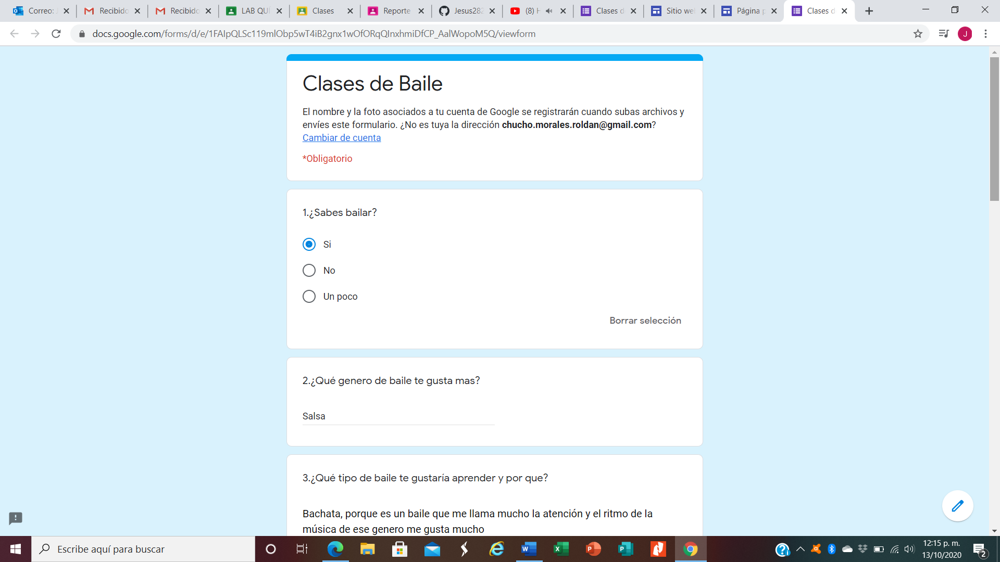 Correo:
Recibido
Recibido
LAB QUÍ
Clases
Reporte
Jesus282
(8)
Clases d
Sitio we
Página p
Clases d
docs.google.com/forms/d/e/1FAIpQLSc119mlObp5wT4iB2gnx1wOfORqQInxhmiDfCP_AalWopoM5Q/viewform
J
Clases de Baile
El nombre y la foto asociados a tu cuenta de Google se registrarán cuando subas archivos y
envíes este formulario. ¿No es tuya la dirección chucho.morales.roldan@gmail.com?
Cambiar de cuenta
*Obligatorio
1.¿Sabes bailar?
Si
No
Un poco
Borrar selección
2.¿Qué genero de baile te gusta mas?
Salsa
3.¿Qué tipo de baile te gustaría aprender y por que?
Bachata, porque es un baile que me llama mucho la atención y el ritmo de la
música de ese genero me gusta mucho
Escribe aquí para buscar
12:15 p. m.
13/10/2020
2